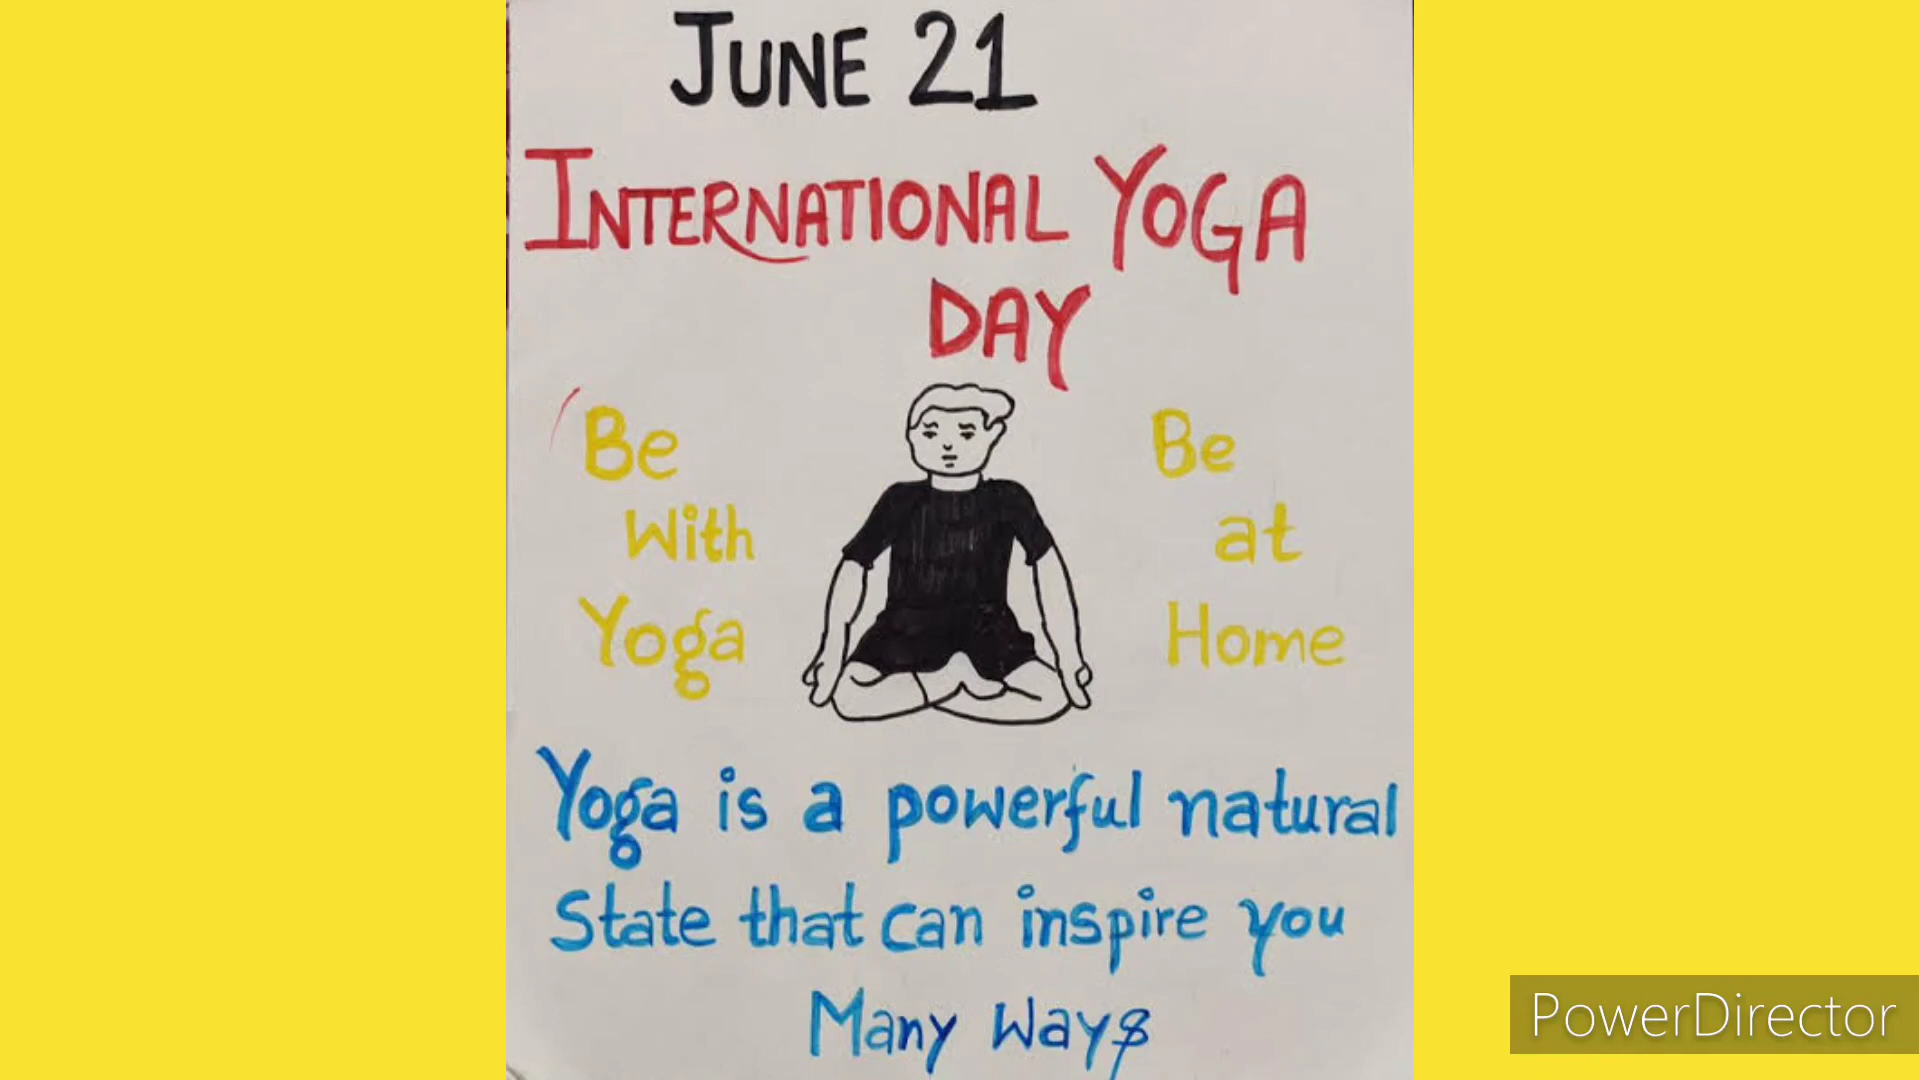 JUNE 21
INTERNATIONAL YOGA
DAY
Be
With
Yoga
Be
at
Home
Yoga is a powerful natural
State that can inspire you
Many Ways
PowerDirector